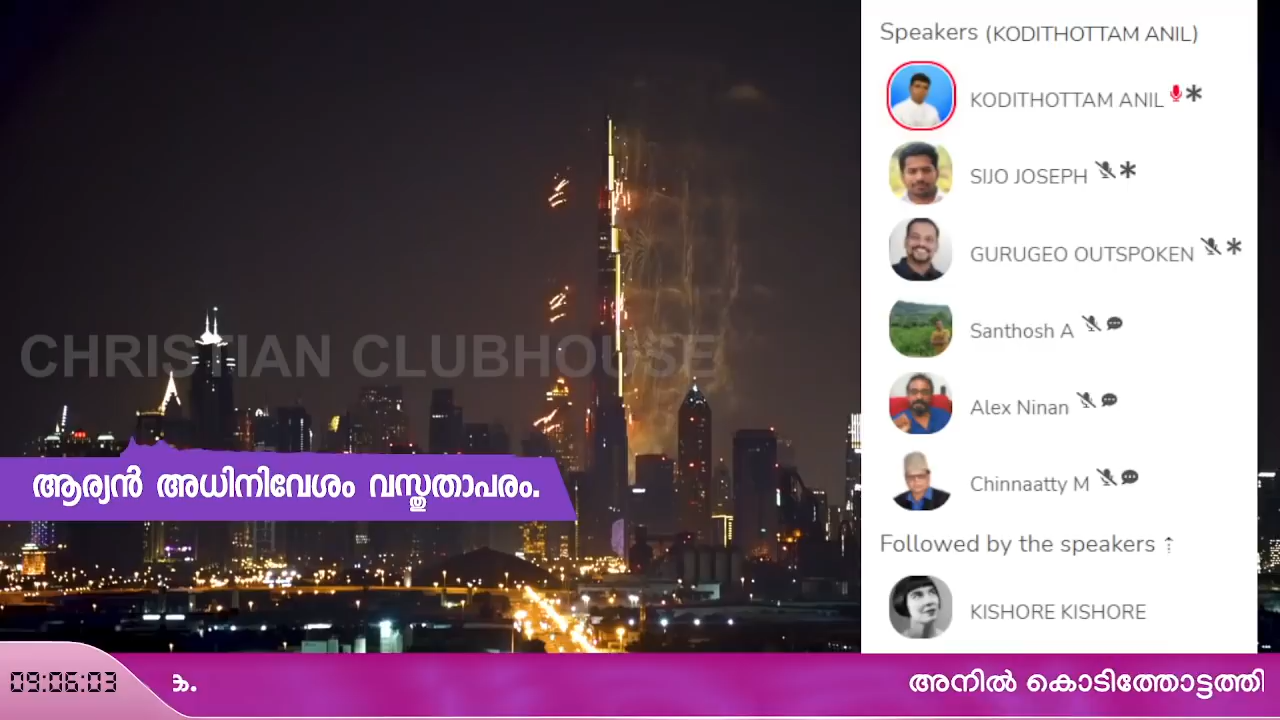 Speakers (KODITHOTTAM ANIL)
KODITHOTTAM ANIL
SIJO JOSEPH
GURUGEO OUTSPOKEN
Santhosh A
Alex Ninan
Chinnaatty M
Followed by the speakers ⇡
KISHORE KISHORE
CHRISTIAN CLUBHOUSE
ആര്യൻ അധിനിവേശം വസ്തുതാപരം.
09:06:03
ക. അനിൽ കൊടിത്തോട്ടത്തി